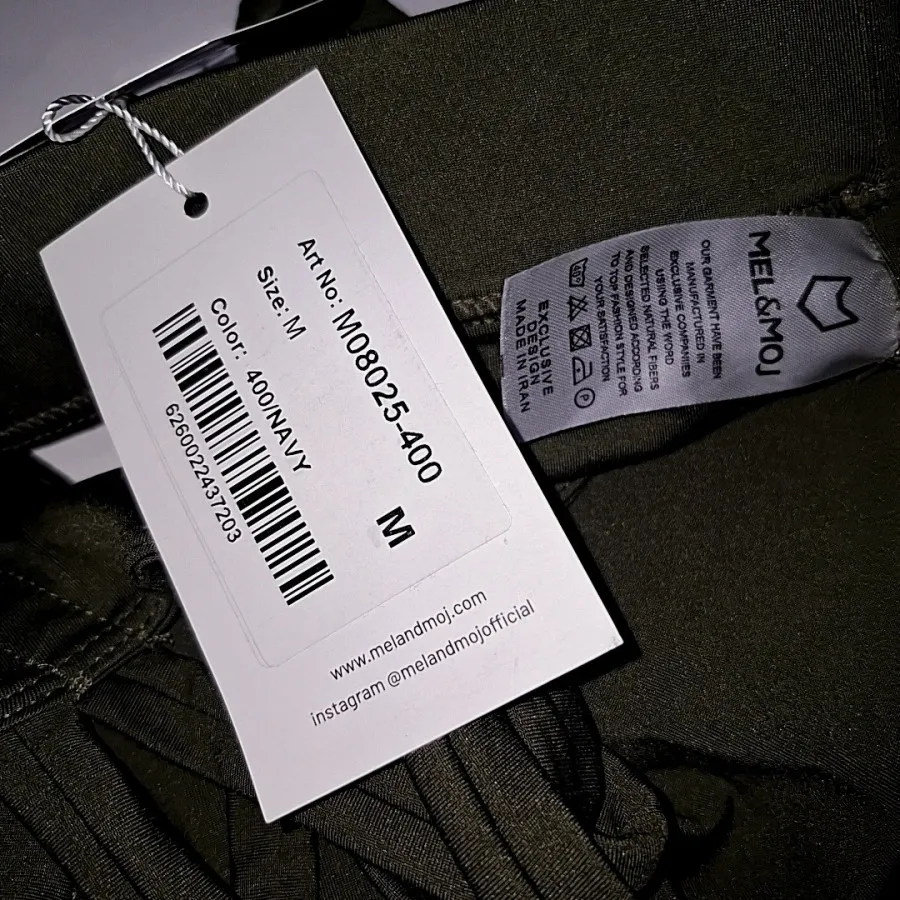 Art No: M08025-400
Size: M
M
Color: 400/NAVY
6260022437203
www.melandmoj.com
instagram @melandmojofficial
MEL&MOJ
OUR GARMENT HAVE BEEN
MANUFACTURED IN
EXCLUSIVE COMPANIES
USIING THE WORD
SELECTED NATURAL FIBERS
AND DESIGNED ACCORDING
TO TOP FASHION STYLE FOR
YOUR SATISFACTION
40° P
EXCLUSIVE
DESIGN
MADE IN IRAN